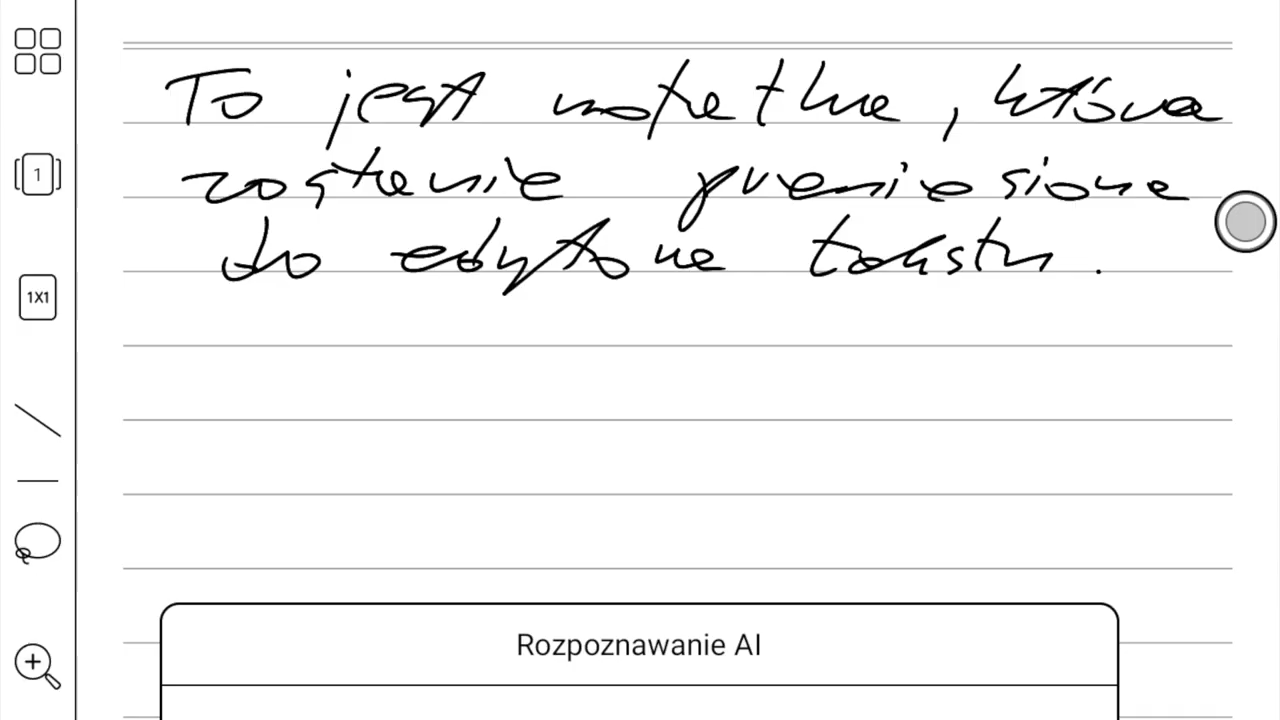 To jest notatka, która
zostanie przeniesiona
do edytora tekstu.
1
1X1
Rozpoznawanie AI